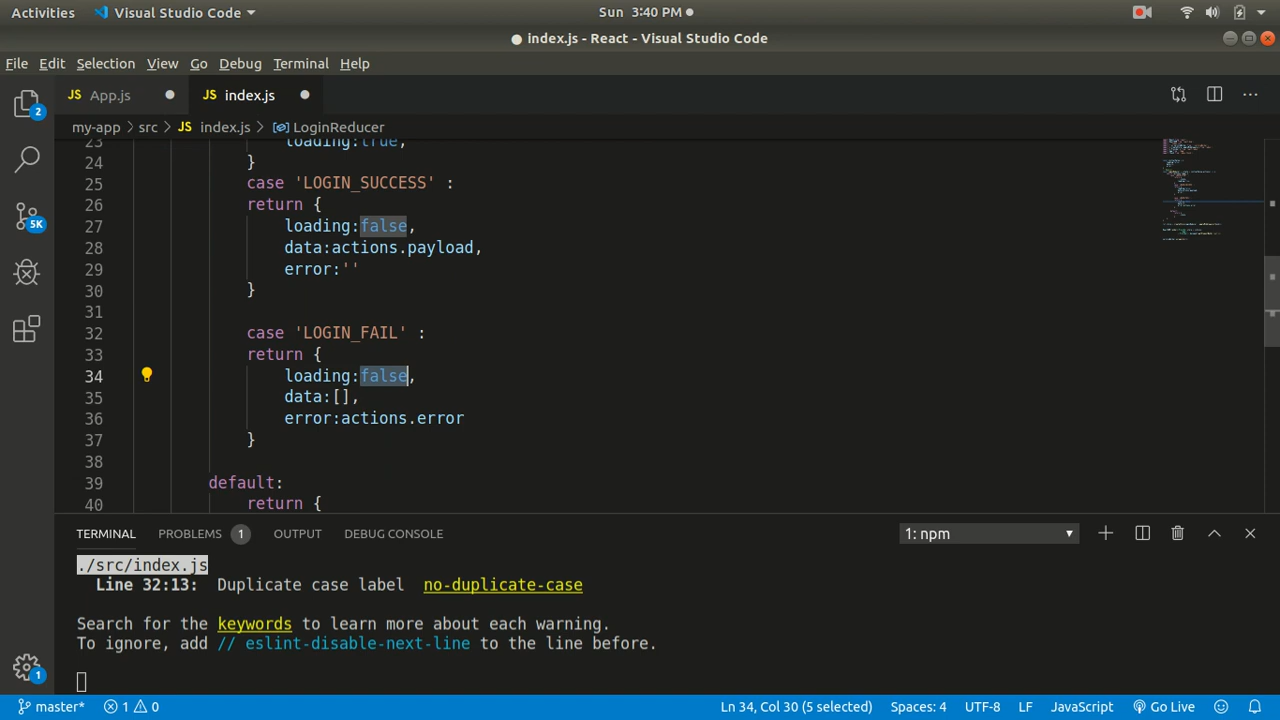 Activities Visual Studio Code Sun 3:40 PM
index.js - React - Visual Studio Code
File Edit Selection View Go Debug Terminal Help
JS App.js JS index.js
my-app > src > JS index.js > LoginReducer
23 loading:true,
24 }
25 case 'LOGIN_SUCCESS' :
26 return {
27 loading:false,
28 data:actions.payload,
29 error:''
30 }
31
32 case 'LOGIN_FAIL' :
33 return {
34 loading:false,
35 data:[],
36 error:actions.error
37 }
38
39 default:
40 return {
2
5K
1
TERMINAL PROBLEMS 1 OUTPUT DEBUG CONSOLE 1: npm
./src/index.js
Line 32:13: Duplicate case label no-duplicate-case
Search for the keywords to learn more about each warning.
To ignore, add // eslint-disable-next-line to the line before.
master* 1 0 Ln 34, Col 30 (5 selected) Spaces: 4 UTF-8 LF JavaScript Go Live